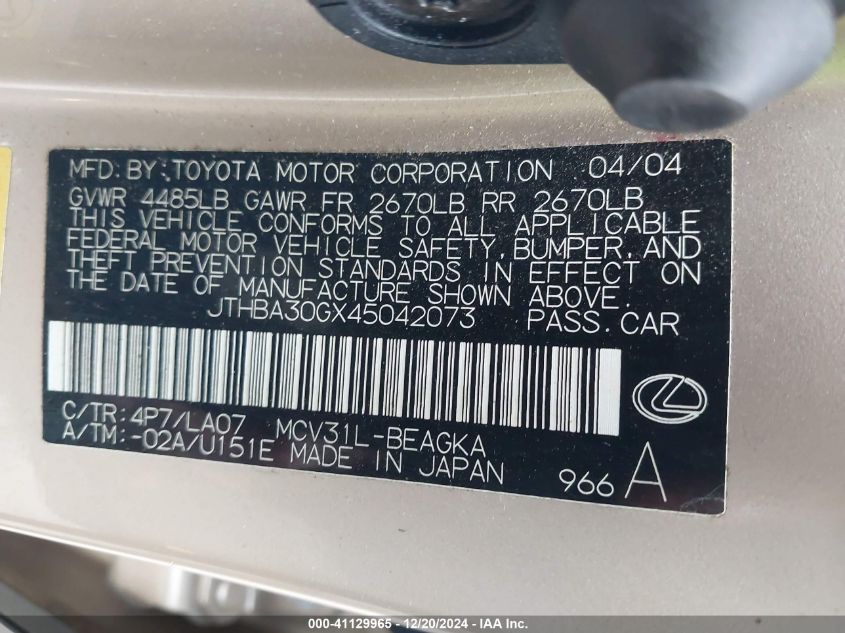 MFD. BY: TOYOTA MOTOR CORPORATION 04/04
GVWR 4485LB GAWR FR 2670LB RR 2670LB
THIS VEHICLE CONFORMS TO ALL APPLICABLE
FEDERAL MOTOR VEHICLE SAFETY, BUMPER, AND
THEFT PREVENTION STANDARDS IN EFFECT ON
THE DATE OF MANUFACTURE SHOWN ABOVE.
JTHBA30GX45042073 PASS.CAR
C/TR: 4P7/LA07 MCV31L-BEAGKA
A/TM: -02A/U151E MADE IN JAPAN
966 A
000-41129965 - 12/20/2024 - IAA Inc.